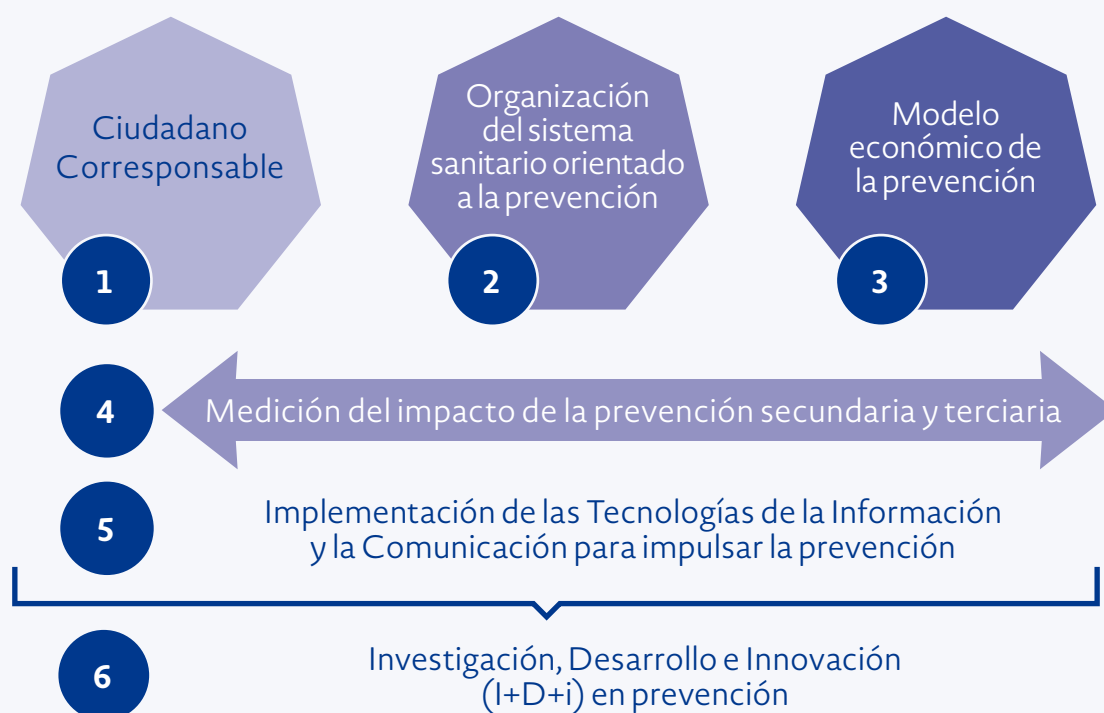 Ciudadano
Corresponsable
1
Organización
del sistema
sanitario orientado
a la prevención
2
Modelo
económico de
la prevención
3
4
Medición del impacto de la prevención secundaria y terciaria
5
Implementación de las Tecnologías de la Información
y la Comunicación para impulsar la prevención
6
Investigación, Desarrollo e Innovación
(I+D+i) en prevención